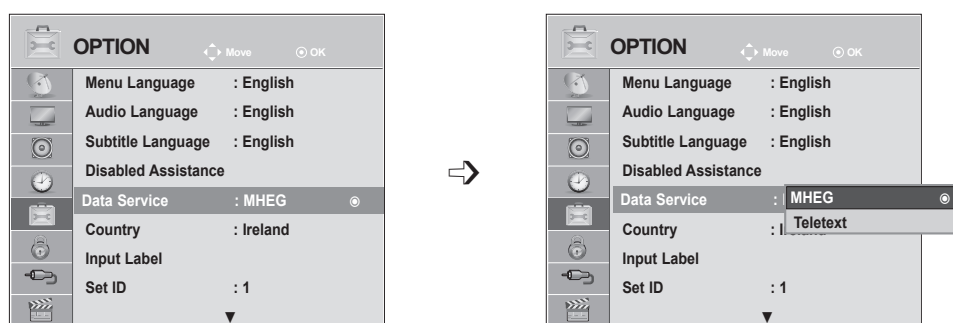 OPTION Move OK
Menu Language : English
Audio Language : English
Subtitle Language : English
Disabled Assistance
Data Service : MHEG
Country : Ireland
Input Label
Set ID : 1
OPTION Move OK
Menu Language : English
Audio Language : English
Subtitle Language : English
Disabled Assistance
Data Service : MHEG
Teletext
Country :
Input Label
Set ID : 1